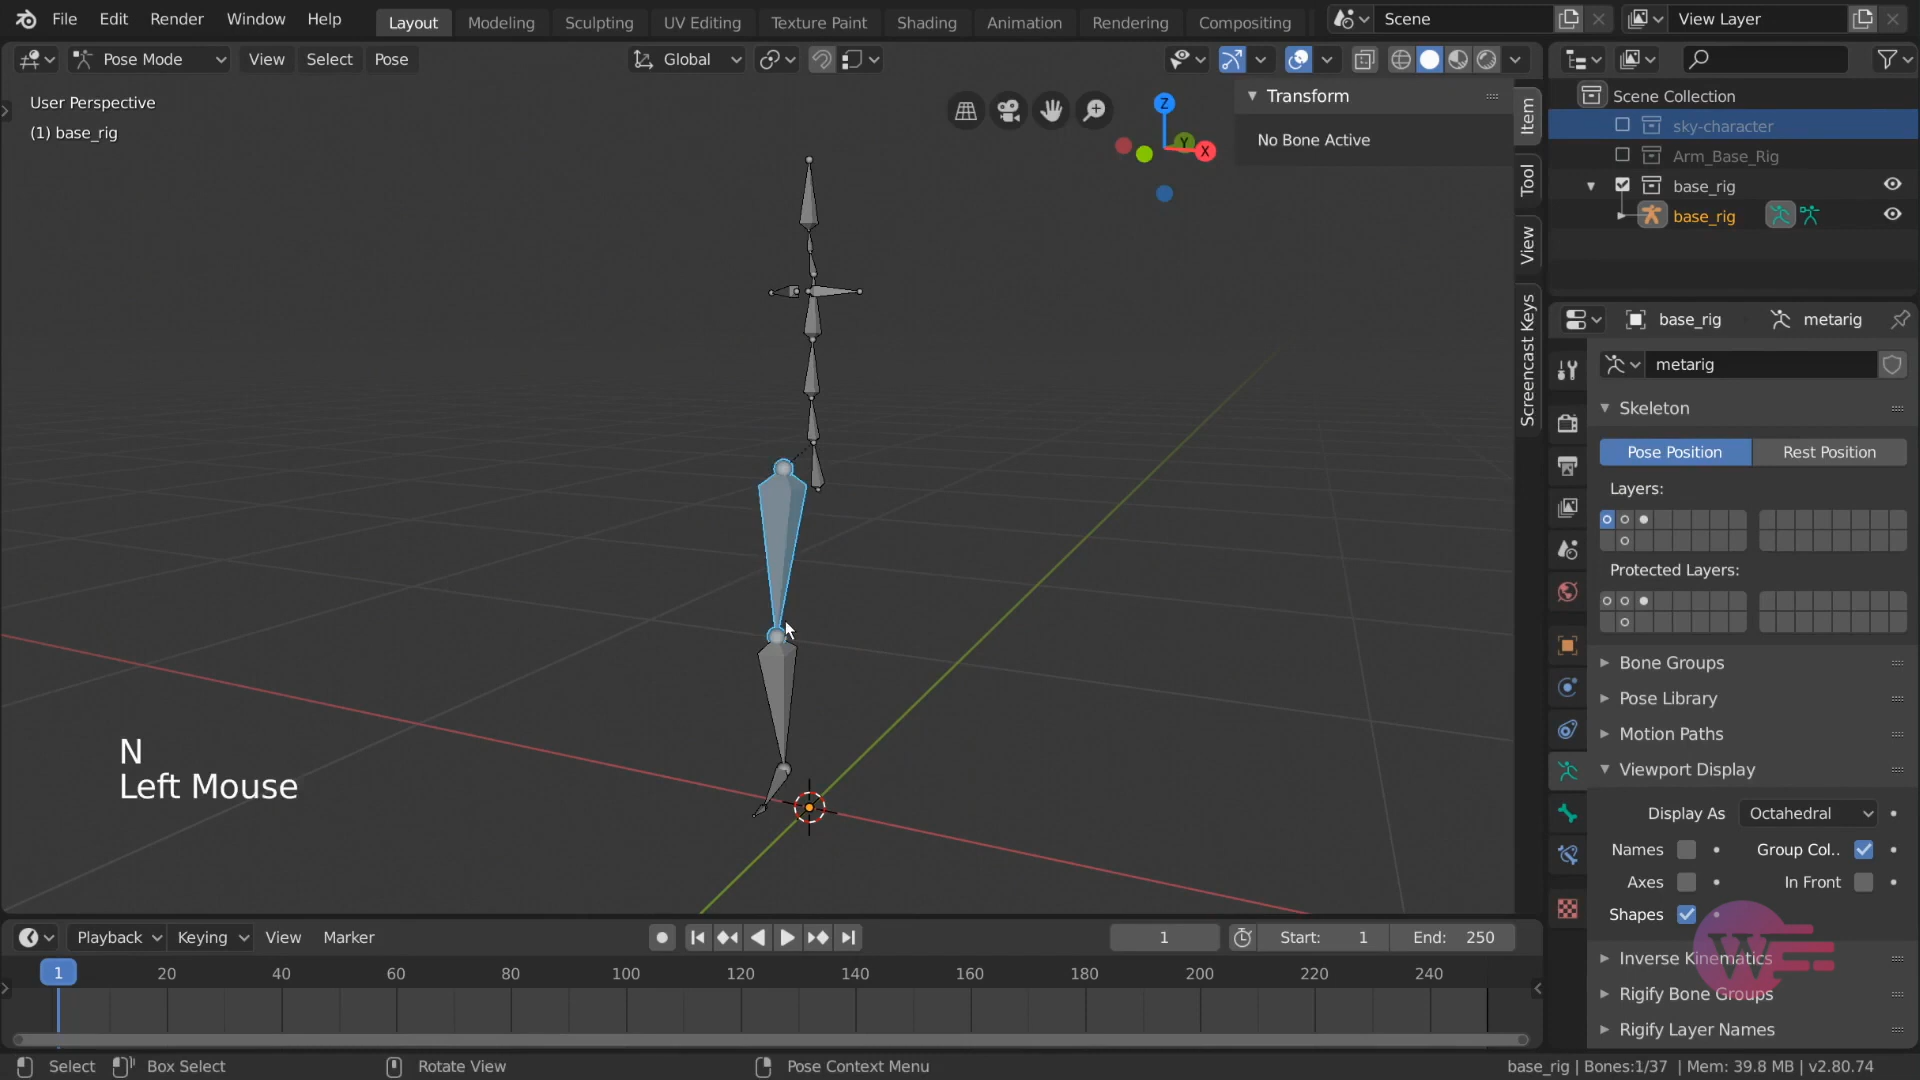 File Edit Render Window Help Layout Modeling Sculpting UV Editing Texture Paint Shading Animation Rendering Compositing Scene View Layer
Pose Mode View Select Pose Global
User Perspective
(1) base_rig
Transform
No Bone Active
Item
Tool
View
Screencast Keys
Z
Y
X
N
Left Mouse
Scene Collection
sky-character
Arm_Base_Rig
base_rig
base_rig
base_rig metarig
metarig
Skeleton
Pose Position Rest Position
Layers:
Protected Layers:
Bone Groups
Pose Library
Motion Paths
Viewport Display
Display As Octahedral
Names Group Col..
Axes In Front
Shapes
Inverse Kinematics
Rigify Bone Groups
Rigify Layer Names
Playback Keying View Marker 1 Start: 1 End: 250
1 20 40 60 80 100 120 140 160 180 200 220 240
Select Box Select Rotate View Pose Context Menu base_rig | Bones:1/37 | Mem: 39.8 MB | v2.80.74